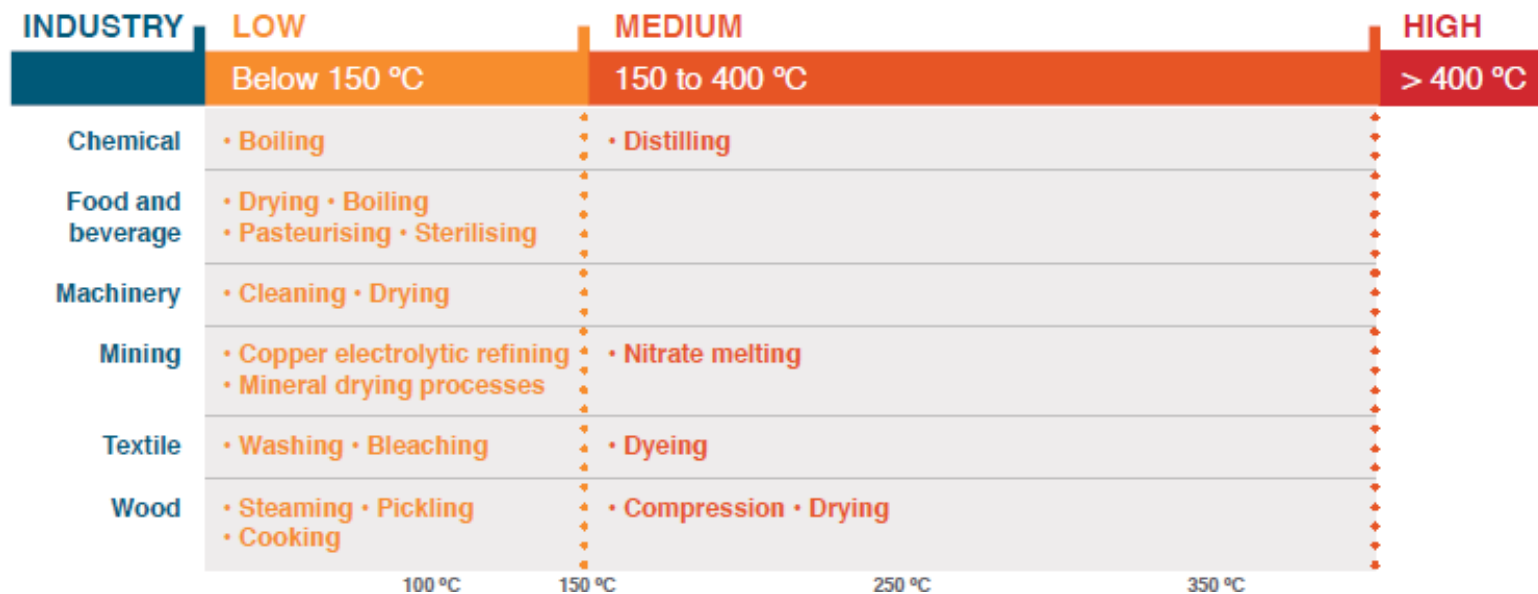 INDUSTRY LOW MEDIUM HIGH
Below 150 ºC 150 to 400 ºC > 400 ºC
Chemical • Boiling • Distilling
Food and • Drying • Boiling
beverage • Pasteurising • Sterilising
Machinery • Cleaning • Drying
Mining • Copper electrolytic refining • Nitrate melting
• Mineral drying processes
Textile • Washing • Bleaching • Dyeing
Wood • Steaming • Pickling • Compression • Drying
• Cooking
100 ºC 150 ºC 250 ºC 350 ºC